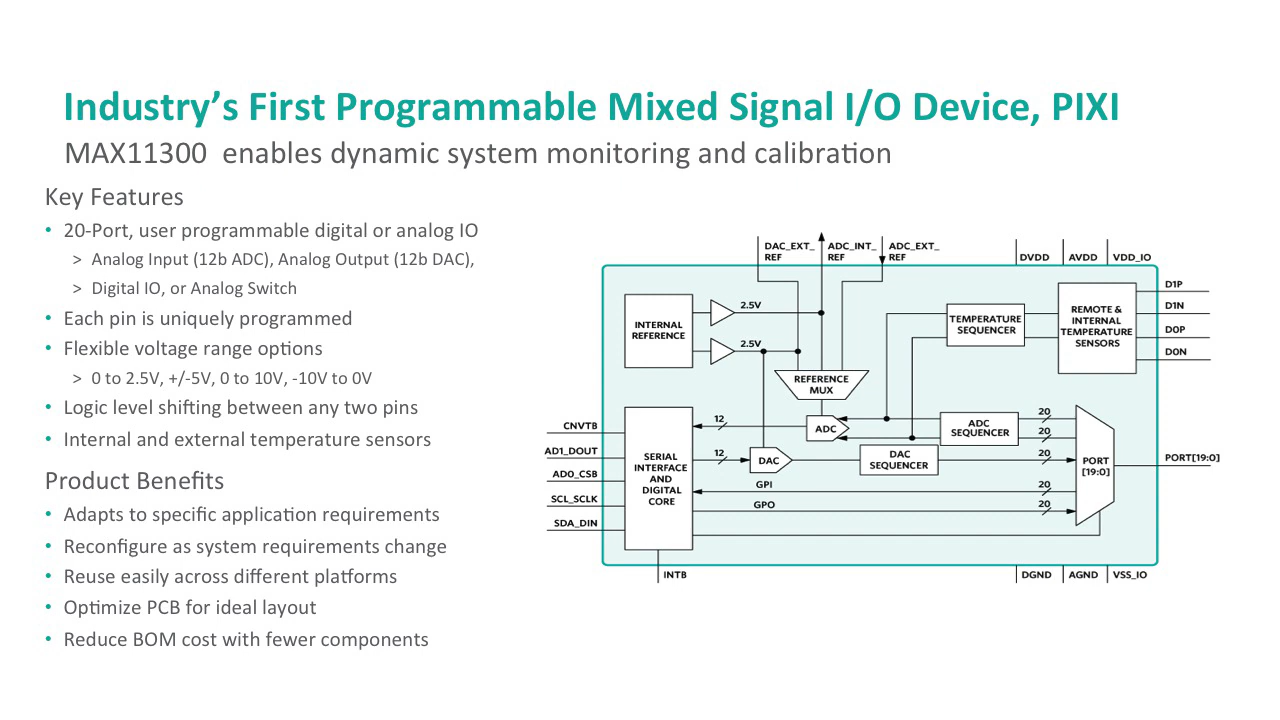 Industry’s First Programmable Mixed Signal I/O Device, PIXI
MAX11300  enables dynamic system monitoring and calibration
Key Features
• 20-Port, user programmable digital or analog IO
> Analog Input (12b ADC), Analog Output (12b DAC),
> Digital IO, or Analog Switch
• Each pin is uniquely programmed
• Flexible voltage range options
> 0 to 2.5V, +/-5V, 0 to 10V, -10V to 0V
• Logic level shifting between any two pins
• Internal and external temperature sensors
Product Benefits
• Adapts to specific application requirements
• Reconfigure as system requirements change
• Reuse easily across different platforms
• Optimize PCB for ideal layout
• Reduce BOM cost with fewer components
DAC_EXT_
REF
ADC_INT_
REF
ADC_EXT_
REF
DVDD
AVDD
VDD_IO
INTERNAL
REFERENCE
2.5V
2.5V
REFERENCE
MUX
TEMPERATURE
SEQUENCER
REMOTE &
INTERNAL
TEMPERATURE
SENSORS
D1P
D1N
D0P
D0N
CNVTB
AD1_DOUT
AD0_CSB
SCL_SCLK
SDA_DIN
SERIAL
INTERFACE
AND
DIGITAL
CORE
12
12
ADC
DAC
ADC
SEQUENCER
DAC
SEQUENCER
GPI
GPO
20
20
20
20
20
PORT
[19:0]
PORT[19:0]
INTB
DGND
AGND
VSS_IO